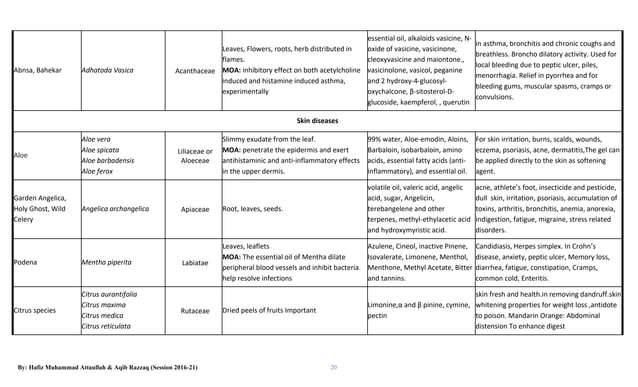 Abnsa, Bahekar
Adhatoda Vasica
Acanthaceae
Leaves, Flowers, roots, herb distributed in
flames.
MOA: inhibitory effect on both acetylcholine
induced and histamine induced asthma,
experimentally
essential oil, alkaloids vasicine, N-
oxide of vasicine, vasicinone,
cleoxyvasicine and maiontone.,
vasicinolone, vasicol, peganine
and 2 hydroxy-4-glucosyl-
oxychalcone, β-sitosterol-D-
glucoside, kaempferol, , querutin
in asthma, bronchitis and chronic coughs and
breathless. Broncho dilatory activity. Used for
local bleeding due to peptic ulcer, piles,
menorrhagia. Relief in pyorrhea and for
bleeding gums, muscular spasms, cramps or
convulsions.
Skin diseases
Aloe
Aloe vera
Aloe spicata
Aloe barbadensis
Aloe ferox
Liliaceae or
Aloeceae
Slimmy exudate from the leaf.
MOA: penetrate the epidermis and exert
antihistaminic and anti-inflammatory effects
in the upper dermis.
99% water, Aloe-emodin, Aloins,
Barbaloin, isobarbaloin, amino
acids, essential fatty acids (anti-
inflammatory), and essential oil.
For skin irritation, burns, scalds, wounds,
eczema, psoriasis, acne, dermatitis,The gel can
be applied directly to the skin as softening
agent.
Garden Angelica,
Holy Ghost, Wild
Celery
Angelica archangelica
Apiaceae
Root, leaves, seeds.
volatile oil, valeric acid, angelic
acid, sugar, Angelicin,
terebangelene and other
terpenes, methyl-ethylacetic acid
and hydroxymyristic acid.
acne, athlete's foot, insecticide and pesticide,
dull skin, irritation, psoriasis, accumulation of
toxins, arthritis, bronchitis, anemia, anorexia,
indigestion, fatigue, migraine, stress related
disorders.
Podena
Mentha piperita
Labiatae
Leaves, leaflets
MOA: The essential oil of Mentha dilate
peripheral blood vessels and inhibit bacteria.
help resolve infections
Azulene, Cineol, inactive Pinene,
Isovalerate, Limonene, Menthol,
Menthone, Methyl Acetate, Bitter
and tannins.
Candidiasis, Herpes simplex. In Crohn's
disease, anxiety, peptic ulcer, Memory loss,
diarrhea, fatigue, constipation, Cramps,
common cold, Enteritis.
Citrus species
Citrus aurantifolia
Citrus maxima
Citrus medica
Citrus reticulata
Rutaceae
Dried peels of fruits Important
Limonine,α and β pinine, cymine,
pectin
skin fresh and health.in removing dandruff.skin
whitening properties for weight loss ,antidote
to poison. Mandarin Orange: Abdominal
distension To enhance digest
By: Hafiz Muhammad Attaullah & Aqib Razzaq (Session 2016-21)
20